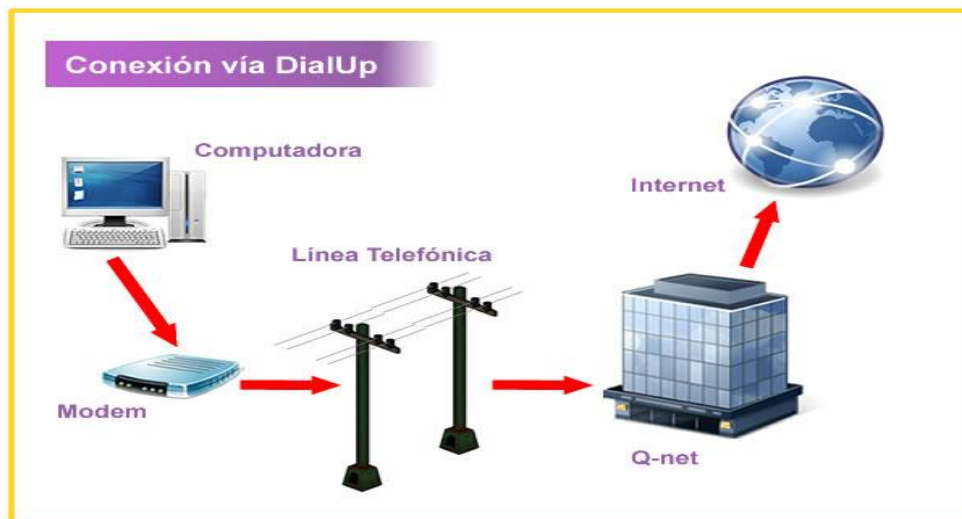 Conexión vía DialUp
Computadora
Internet
Línea Telefónica
Modem
Q-net